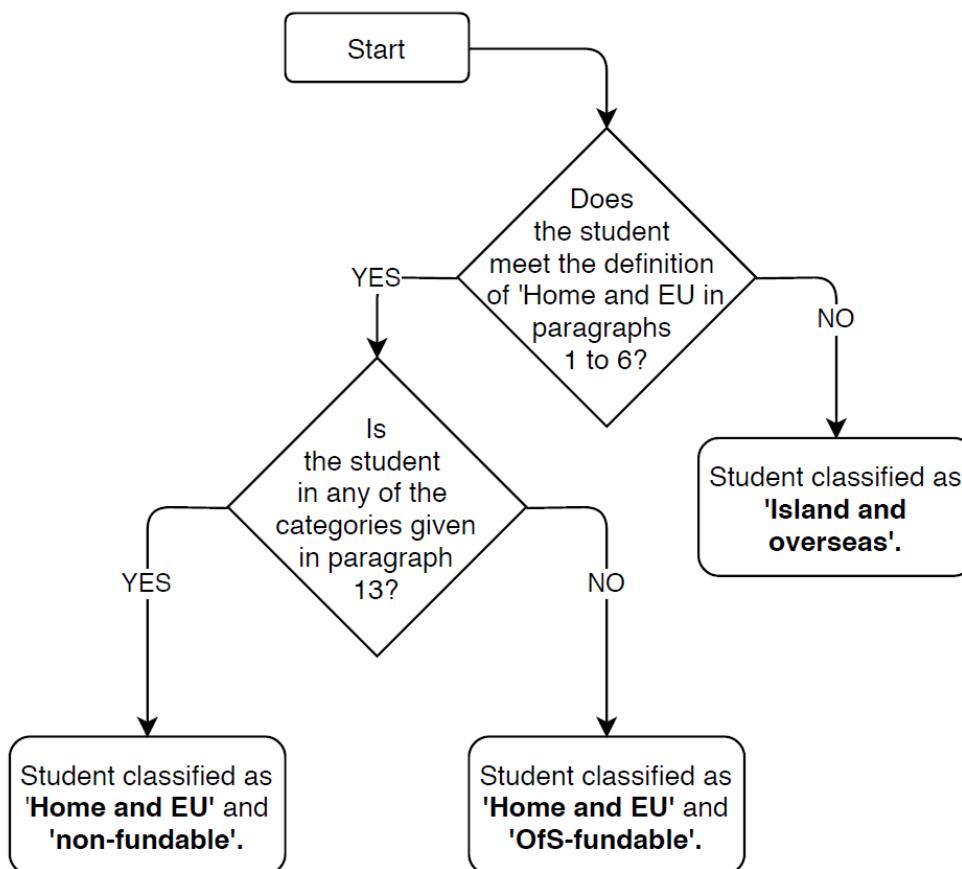 Start
Does
the student
meet the definition
of 'Home and EU in
paragraphs
1 to 6?
YES
NO
Is
the student
in any of the
categories given
in paragraph
13?
Student classified as
'Island and
overseas'.
YES
NO
Student classified as
'Home and EU' and
'non-fundable'.
Student classified as
'Home and EU' and
'OfS-fundable'.